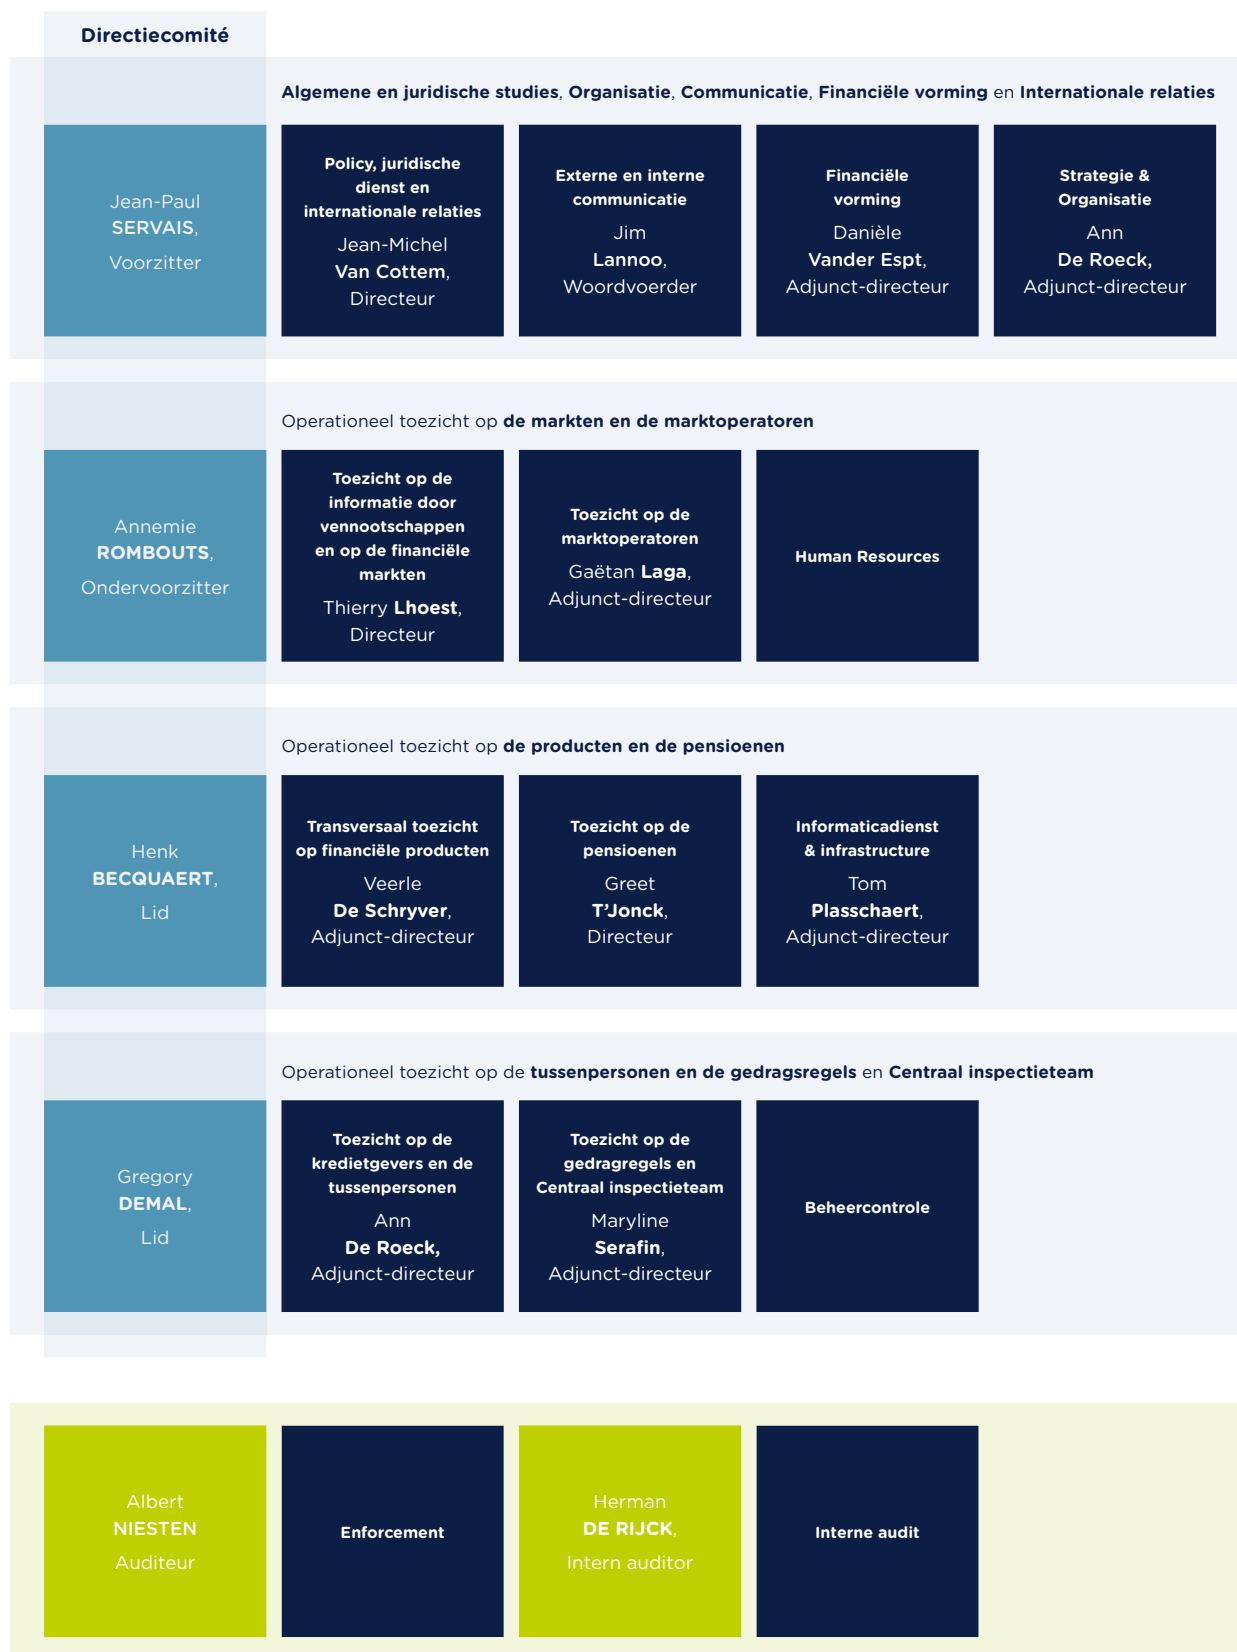 Directiecomité
Algemene en juridische studies, Organisatie, Communicatie, Financiële vorming en Internationale relaties
Jean-Paul
SERVAIS,
Voorzitter
Policy, juridische
dienst en
internationale relaties
Jean-Michel
Van Cottem,
Directeur
Externe en interne
communicatie
Jim
Lannoo,
Woordvoerder
Financiële
vorming
Danièle
Vander Espt,
Adjunct-directeur
Strategie &
Organisatie
Ann
De Roeck,
Adjunct-directeur
Operationeel toezicht op de markten en de marktoperatoren
Annemie
ROMBOUTS,
Ondervoorzitter
Toezicht op de
informatie door
vennootschappen
en op de financiële
markten
Thierry Lhoest,
Directeur
Toezicht op de
marktoperatoren
Gaëtan Laga,
Adjunct-directeur
Human Resources
Operationeel toezicht op de producten en de pensioenen
Henk
BECQUAERT,
Lid
Transversaal toezicht
op financiële producten
Veerle
De Schryver,
Adjunct-directeur
Toezicht op de
pensioenen
Greet
T’Jonck,
Directeur
Informaticadienst
& infrastructure
Tom
Plasschaert,
Adjunct-directeur
Operationeel toezicht op de tussenpersonen en de gedragsregels en Centraal inspectieteam
Gregory
DEMAL,
Lid
Toezicht op de
kredietgevers en de
tussenpersonen
Ann
De Roeck,
Adjunct-directeur
Toezicht op de
gedragregels en
Centraal inspectieteam
Maryline
Serafin,
Adjunct-directeur
Beheercontrole
Albert
NIESTEN
Auditeur
Enforcement
Herman
DE RIJCK,
Intern auditor
Interne audit